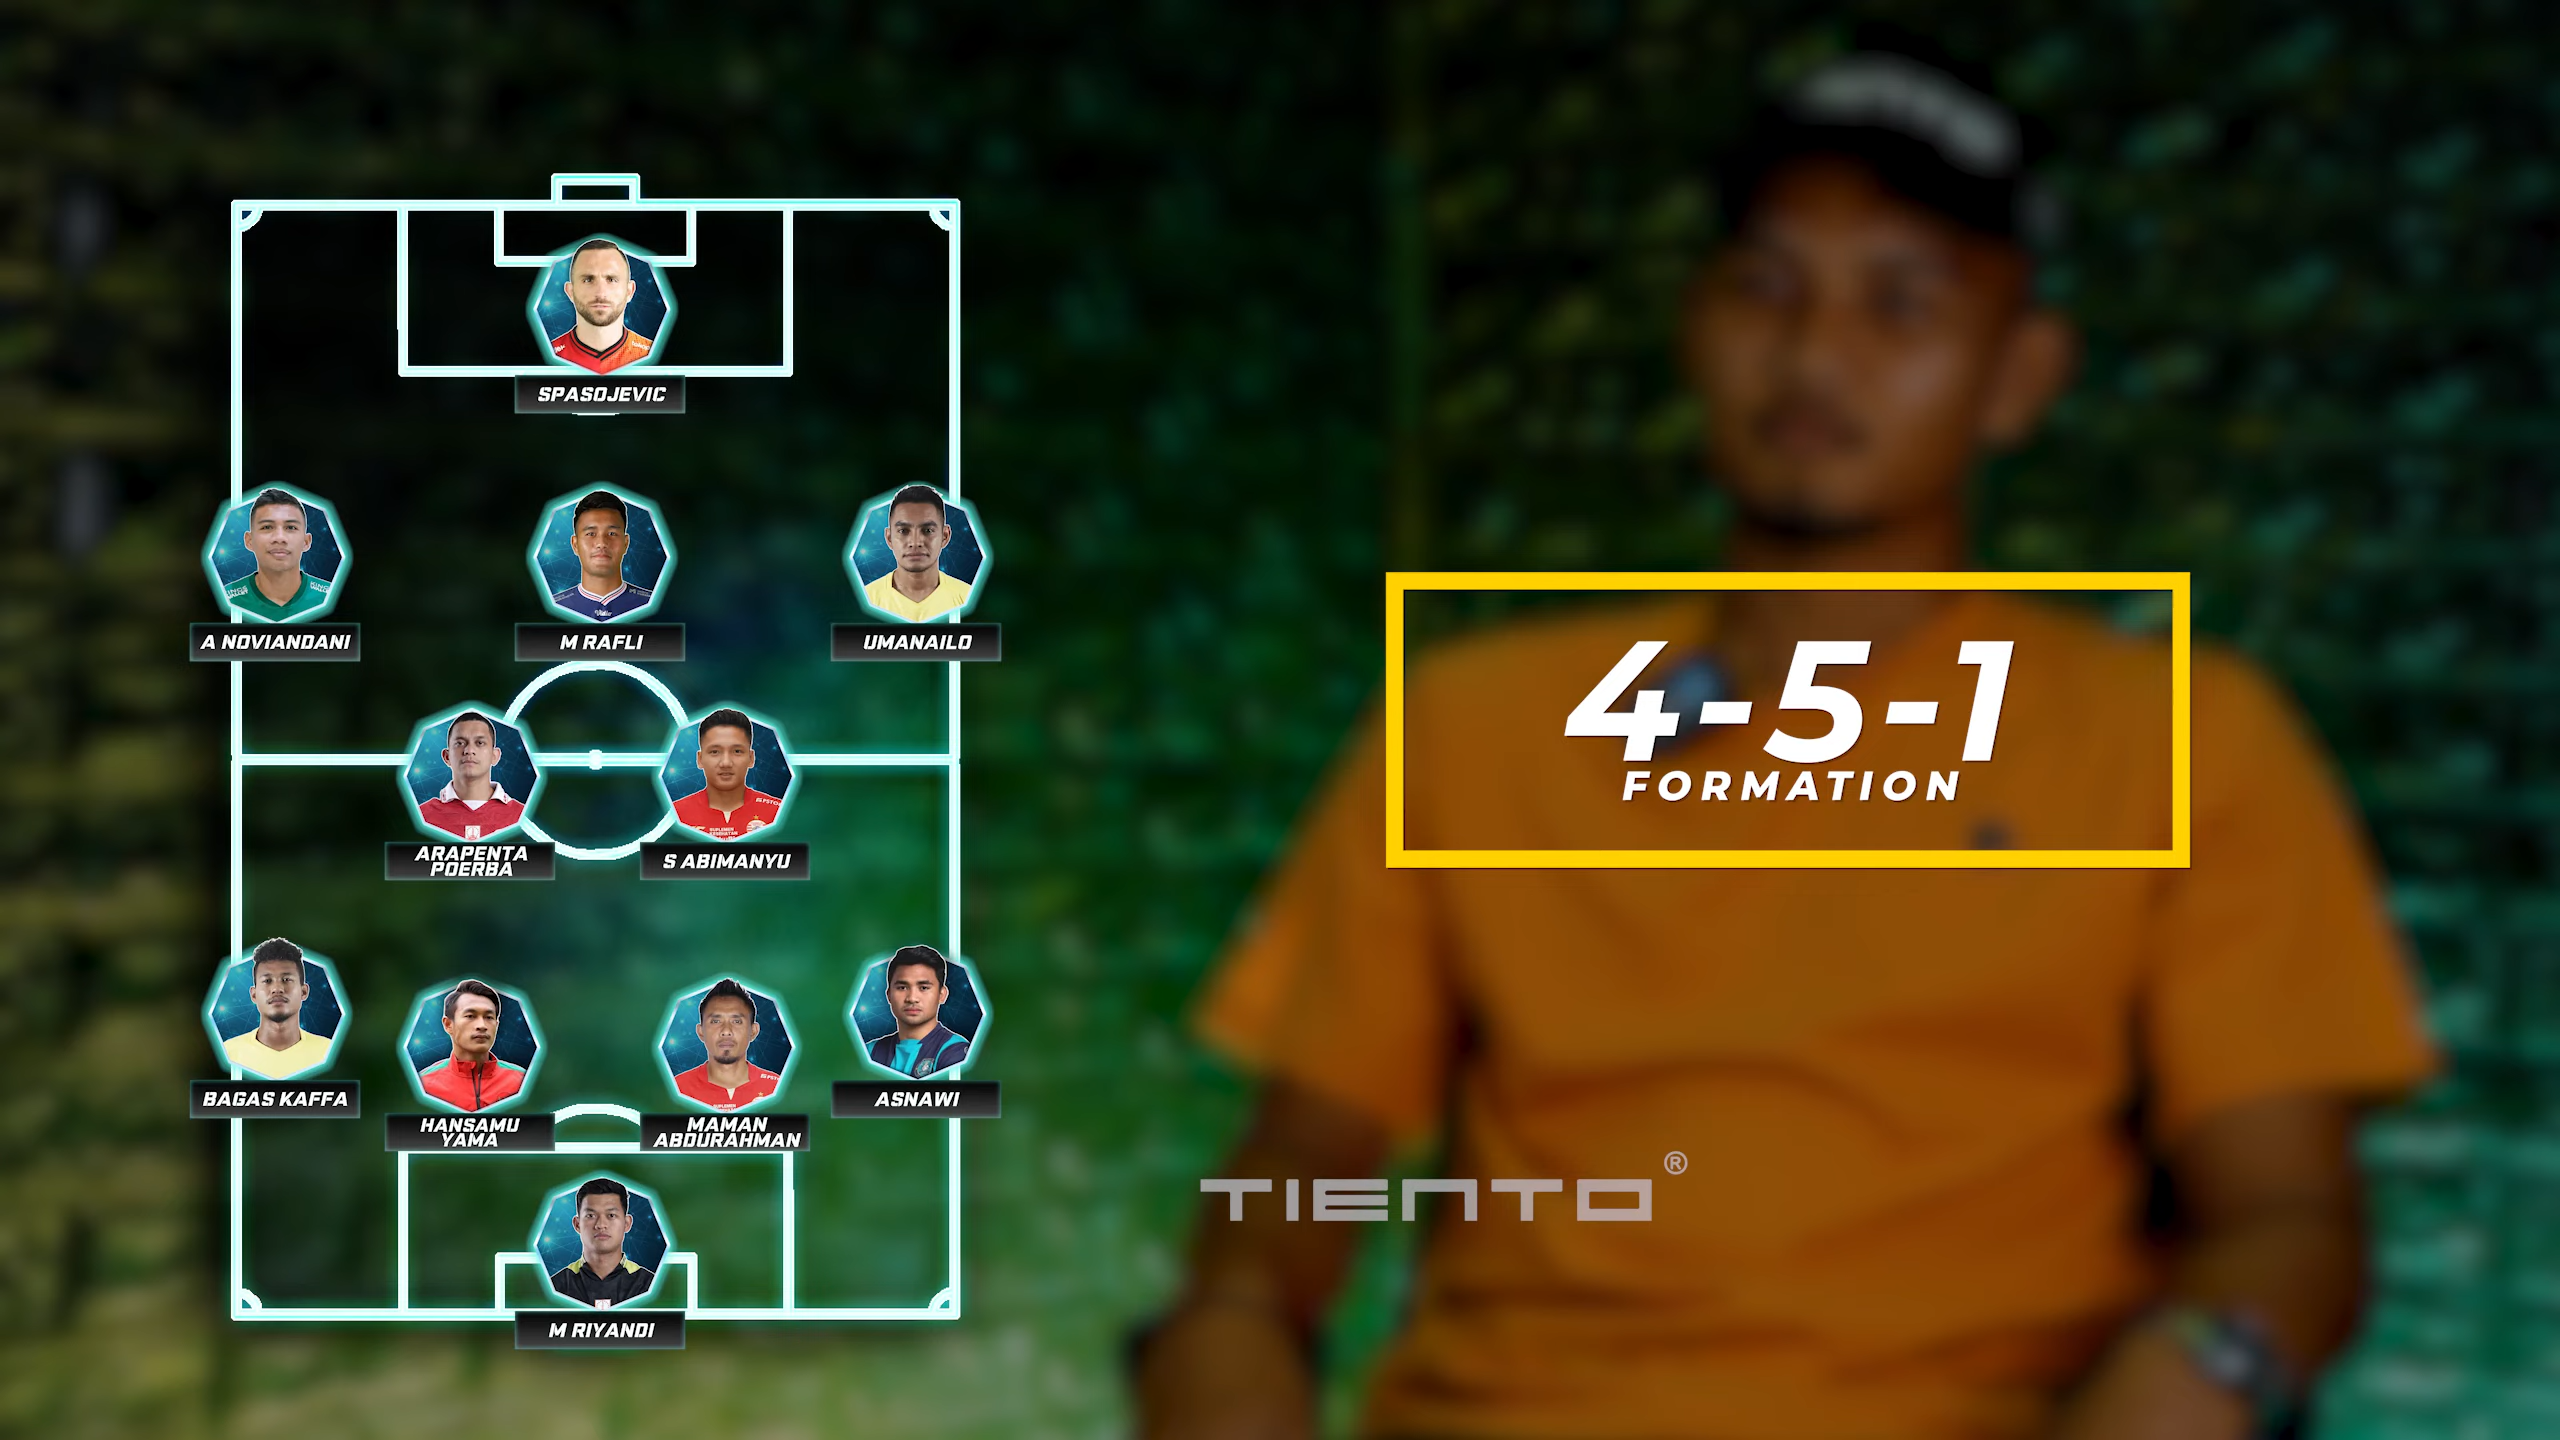 SPASOJEVIC
A NOVIANDANI
M RAFLI
UMANAILO
ARAPENTA
POERBA
S ABIMANYU
BAGAS KAFFA
HANSAMU
YAMA
MAMAN
ABDURAHMAN
ASNAWI
M RIYANDI
4-5-1
FORMATION
TIENTO®